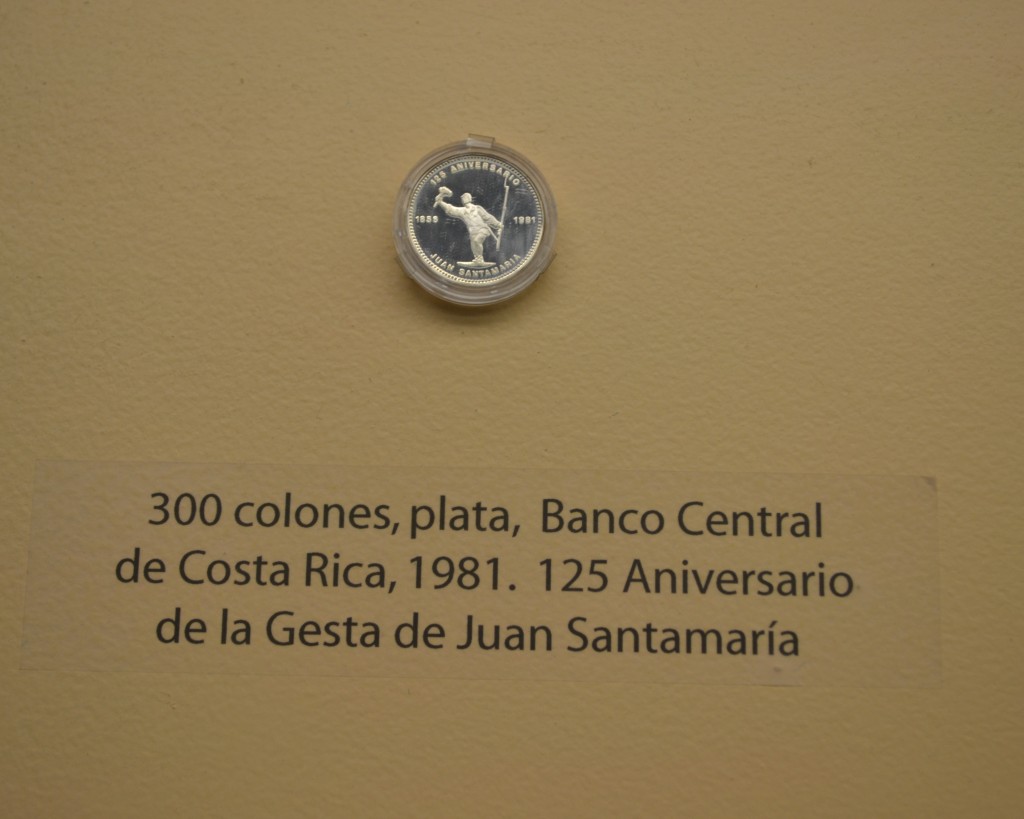 125 ANIVERSARIO
1856 1981
JUAN SANTAMARIA
300 colones, plata, Banco Central
de Costa Rica, 1981. 125 Aniversario
de la Gesta de Juan Santamaría